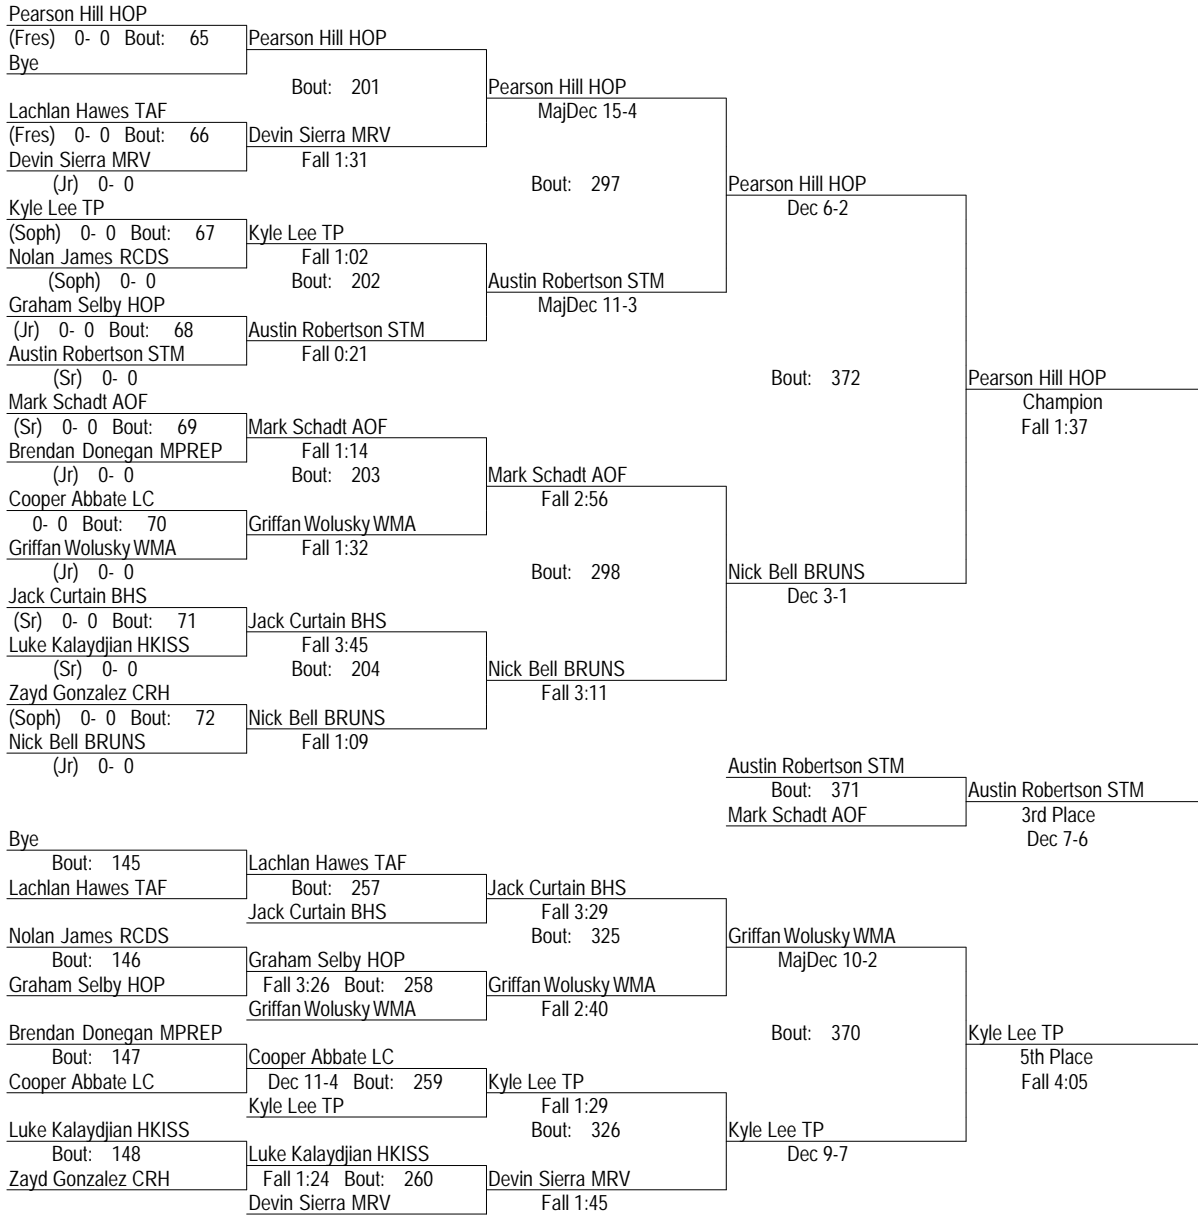 Pearson Hill HOP
(Fres) 0- 0 Bout: 65 Pearson Hill HOP
Bye
Bout: 201 Pearson Hill HOP
Lachlan Hawes TAF MajDec 15-4
(Fres) 0- 0 Bout: 66 Devin Sierra MRV
Devin Sierra MRV Fall 1:31
(Jr) 0- 0 Bout: 297 Pearson Hill HOP
Kyle Lee TP Dec 6-2
(Soph) 0- 0 Bout: 67 Kyle Lee TP
Nolan James RCDS Fall 1:02
(Soph) 0- 0 Bout: 202 Austin Robertson STM
Graham Selby HOP MajDec 11-3
(Jr) 0- 0 Bout: 68 Austin Robertson STM
Austin Robertson STM Fall 0:21
(Sr) 0- 0 Bout: 372 Pearson Hill HOP
Mark Schadt AOF Champion
(Sr) 0- 0 Bout: 69 Mark Schadt AOF Fall 1:37
Brendan Donegan MPREP Fall 1:14
(Jr) 0- 0 Bout: 203 Mark Schadt AOF
Cooper Abbate LC Fall 2:56
0- 0 Bout: 70 Griffan Wolusky WMA
Griffan Wolusky WMA Fall 1:32
(Jr) 0- 0 Bout: 298 Nick Bell BRUNS
Jack Curtain BHS Dec 3-1
(Sr) 0- 0 Bout: 71 Jack Curtain BHS
Luke Kalaydjian HKISS Fall 3:45
(Sr) 0- 0 Bout: 204 Nick Bell BRUNS
Zayd Gonzalez CRH Fall 3:11
(Soph) 0- 0 Bout: 72 Nick Bell BRUNS
Nick Bell BRUNS Fall 1:09
(Jr) 0- 0 Austin Robertson STM
Bout: 371 Austin Robertson STM
Mark Schadt AOF 3rd Place
Bye Dec 7-6
Bout: 145 Lachlan Hawes TAF
Lachlan Hawes TAF Bout: 257 Jack Curtain BHS
Jack Curtain BHS Fall 3:29
Nolan James RCDS Bout: 325 Griffan Wolusky WMA
Bout: 146 Graham Selby HOP MajDec 10-2
Graham Selby HOP Fall 3:26 Bout: 258 Griffan Wolusky WMA
Griffan Wolusky WMA Fall 2:40
Brendan Donegan MPREP Bout: 370 Kyle Lee TP
Bout: 147 Cooper Abbate LC 5th Place
Cooper Abbate LC Dec 11-4 Bout: 259 Kyle Lee TP Fall 4:05
Kyle Lee TP Fall 1:29
Luke Kalaydjian HKISS Bout: 326 Kyle Lee TP
Bout: 148 Luke Kalaydjian HKISS Dec 9-7
Zayd Gonzalez CRH Fall 1:24 Bout: 260 Devin Sierra MRV
Devin Sierra MRV Fall 1:45